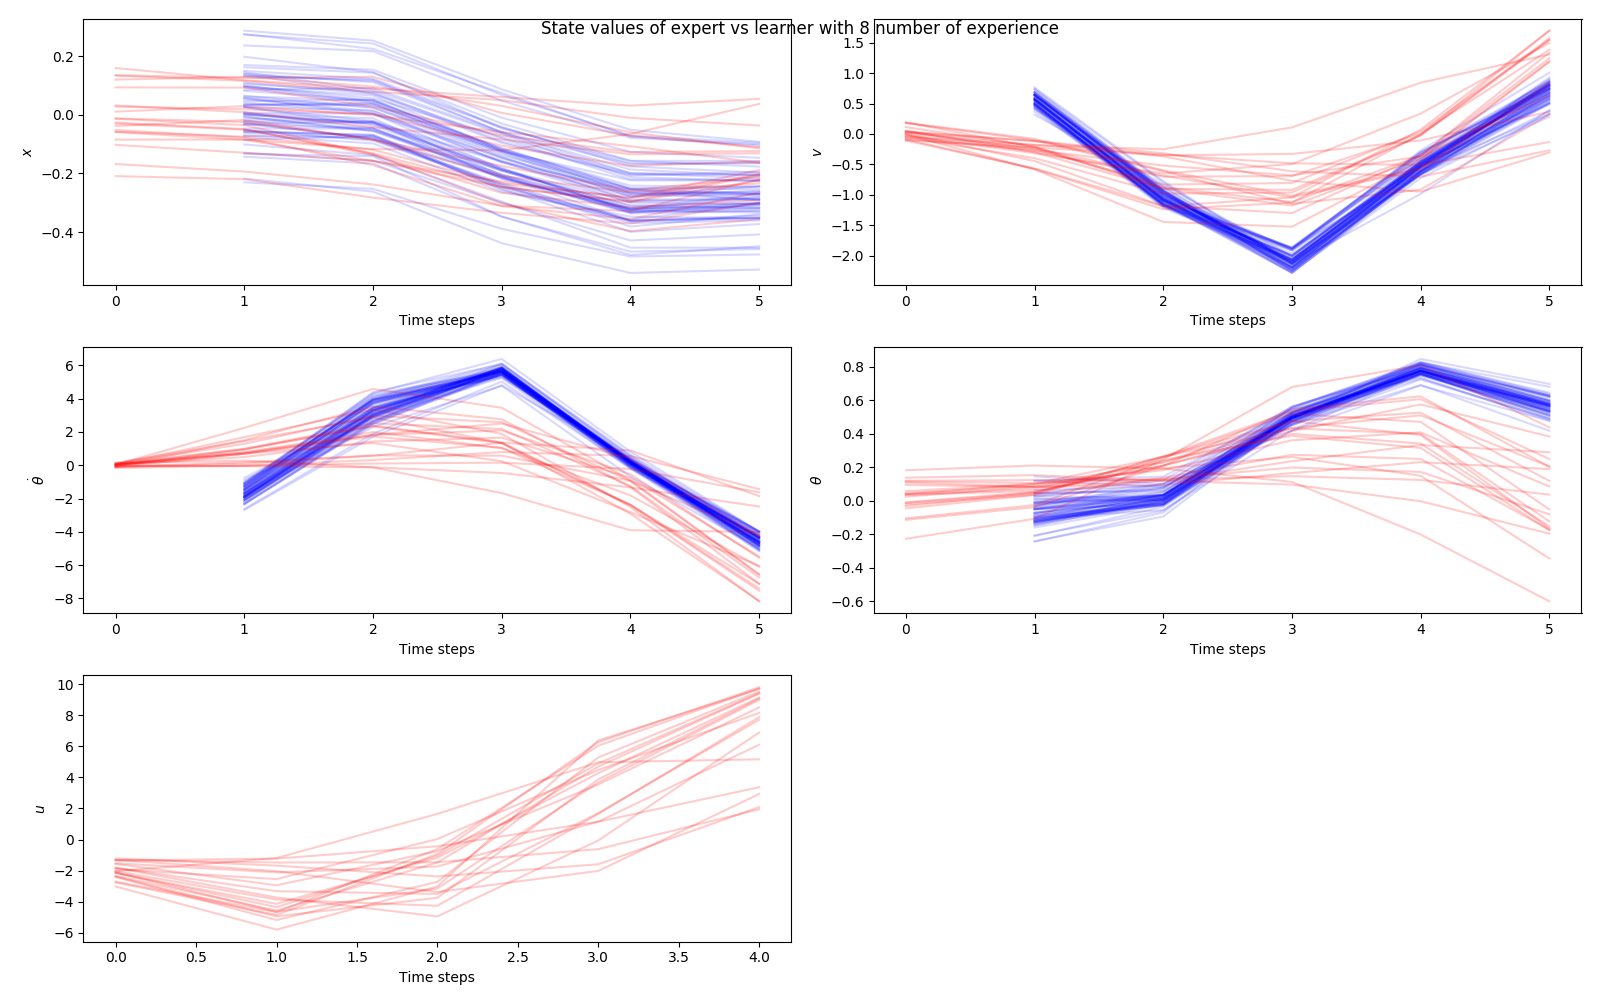 State values of expert vs learner with 8 number of experience
0.2
0.0
−0.2
−0.4
x
0 1 2 3 4 5
Time steps
1.5
1.0
0.5
0.0
−0.5
−1.0
−1.5
−2.0
v
0 1 2 3 4 5
Time steps
6
4
2
0
−2
−4
−6
−8
θ̇
0 1 2 3 4 5
Time steps
0.8
0.6
0.4
0.2
0.0
−0.2
−0.4
−0.6
θ
0 1 2 3 4 5
Time steps
10
8
6
4
2
0
−2
−4
−6
u
0.0 0.5 1.0 1.5 2.0 2.5 3.0 3.5 4.0
Time steps